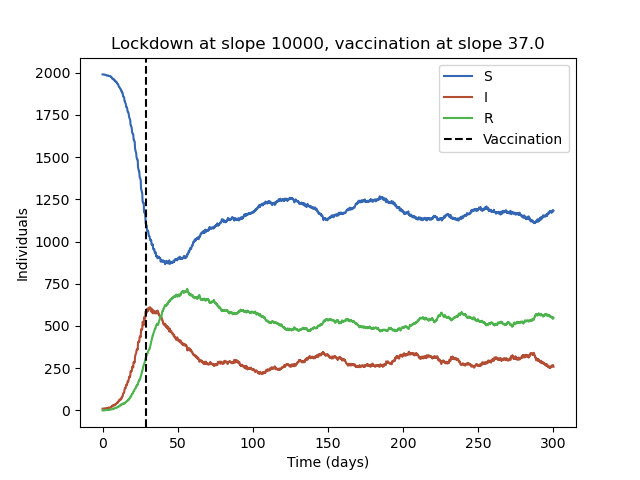 Lockdown at slope 10000, vaccination at slope 37.0
2000
1750
1500
1250
1000
750
500
250
0
Individuals
S
I
R
Vaccination
0 50 100 150 200 250 300
Time (days)